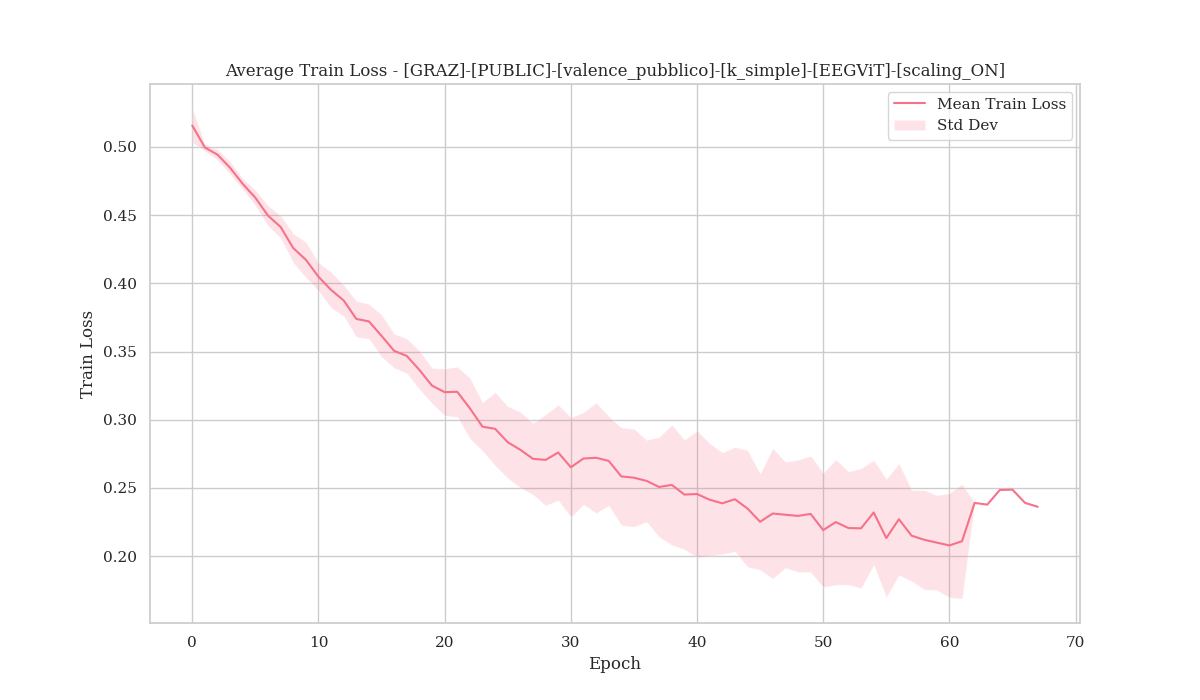 Average Train Loss - [GRAZ]-[PUBLIC]-[valence_pubblico]-[k_simple]-[EEGViT]-[scaling_ON]
Mean Train Loss
Std Dev
0.50
0.45
0.40
0.35
0.30
0.25
0.20
Train Loss
0 10 20 30 40 50 60 70
Epoch